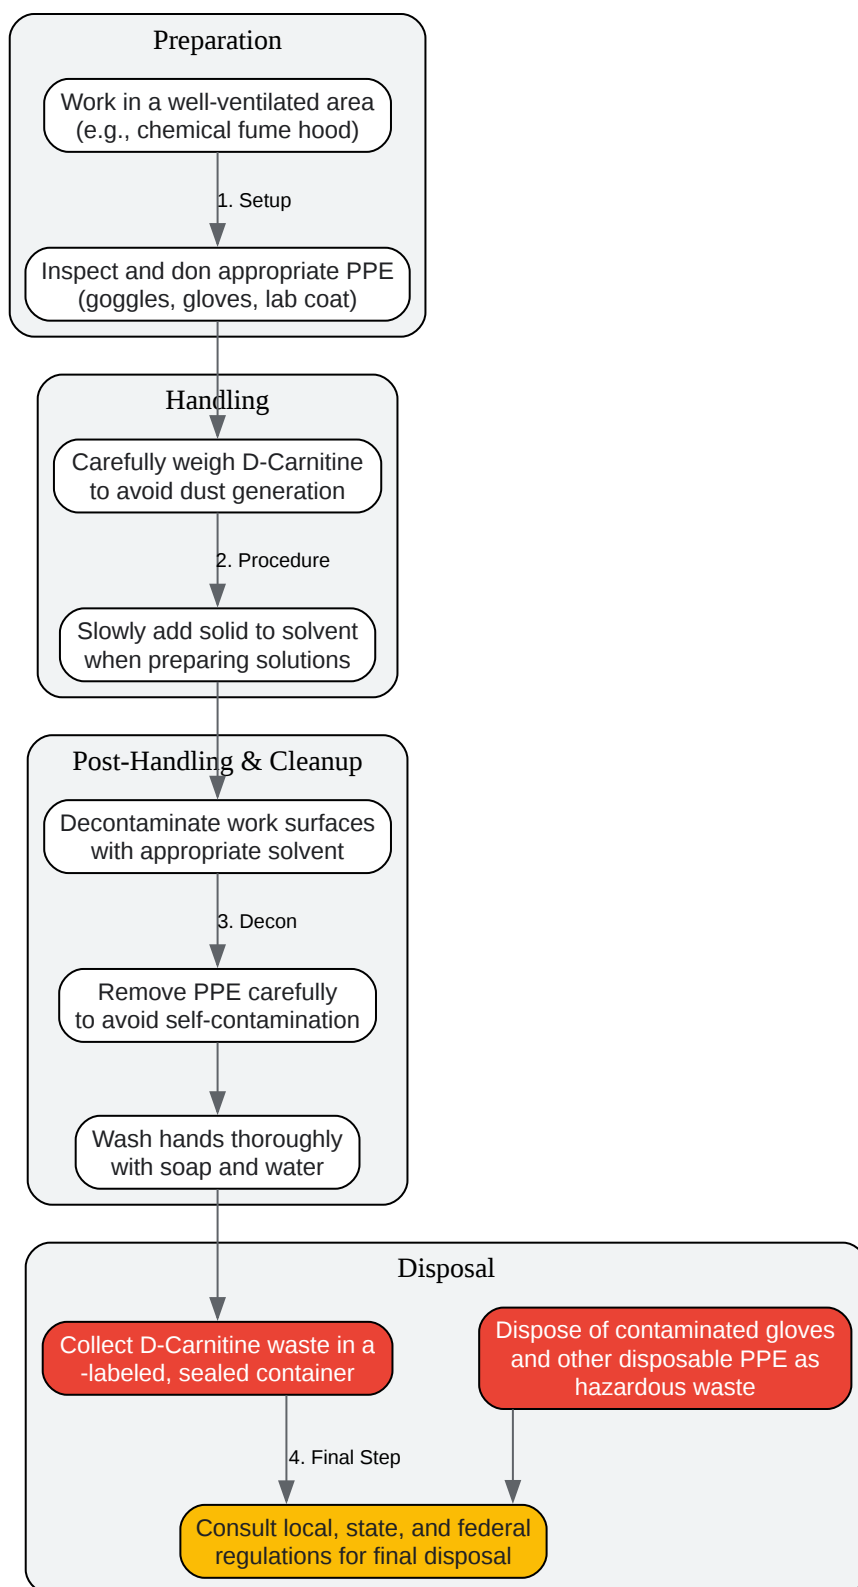 Preparation
Work in a well-ventilated area
(e.g., chemical fume hood)
1. Setup
Inspect and don appropriate PPE
(goggles, gloves, lab coat)
Handling
Carefully weigh D-Carnitine
to avoid dust generation
2. Procedure
Slowly add solid to solvent
when preparing solutions
Post-Handling & Cleanup
Decontaminate work surfaces
with appropriate solvent
3. Decon
Remove PPE carefully
to avoid self-contamination
Wash hands thoroughly
with soap and water
Disposal
Collect D-Carnitine waste in a
-labeled, sealed container
Dispose of contaminated gloves
and other disposable PPE as
hazardous waste
4. Final Step
Consult local, state, and federal
regulations for final disposal